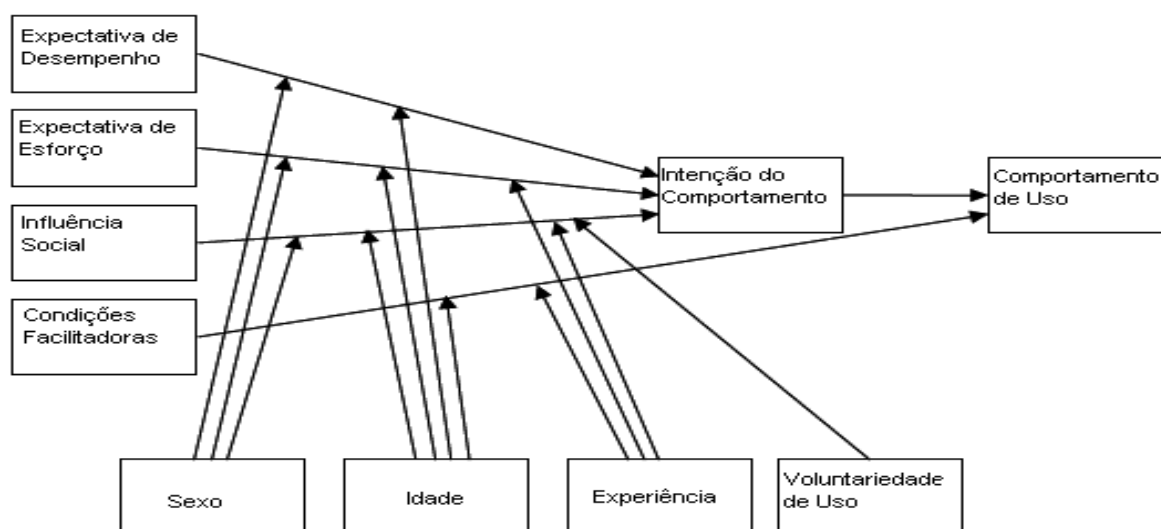 Expectativa de
Desempenho
Expectativa de
Esforço
Influência
Social
Condições
Facilitadoras
Intenção do
Comportamento
Comportamento
de Uso
Sexo
Idade
Experiência
Voluntariedade
de Uso